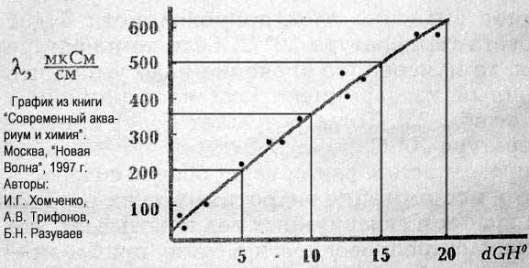 600
500
400
300
200
100
λ, мкСм/см
График из книги
"Современный аква-
риум и химия".
Москва, "Новая
Волна", 1997 г.
Авторы:
И.Г. Хомченко,
А.В. Трифонов,
Б.Н. Разуваев
5 10 15 20 dGH°